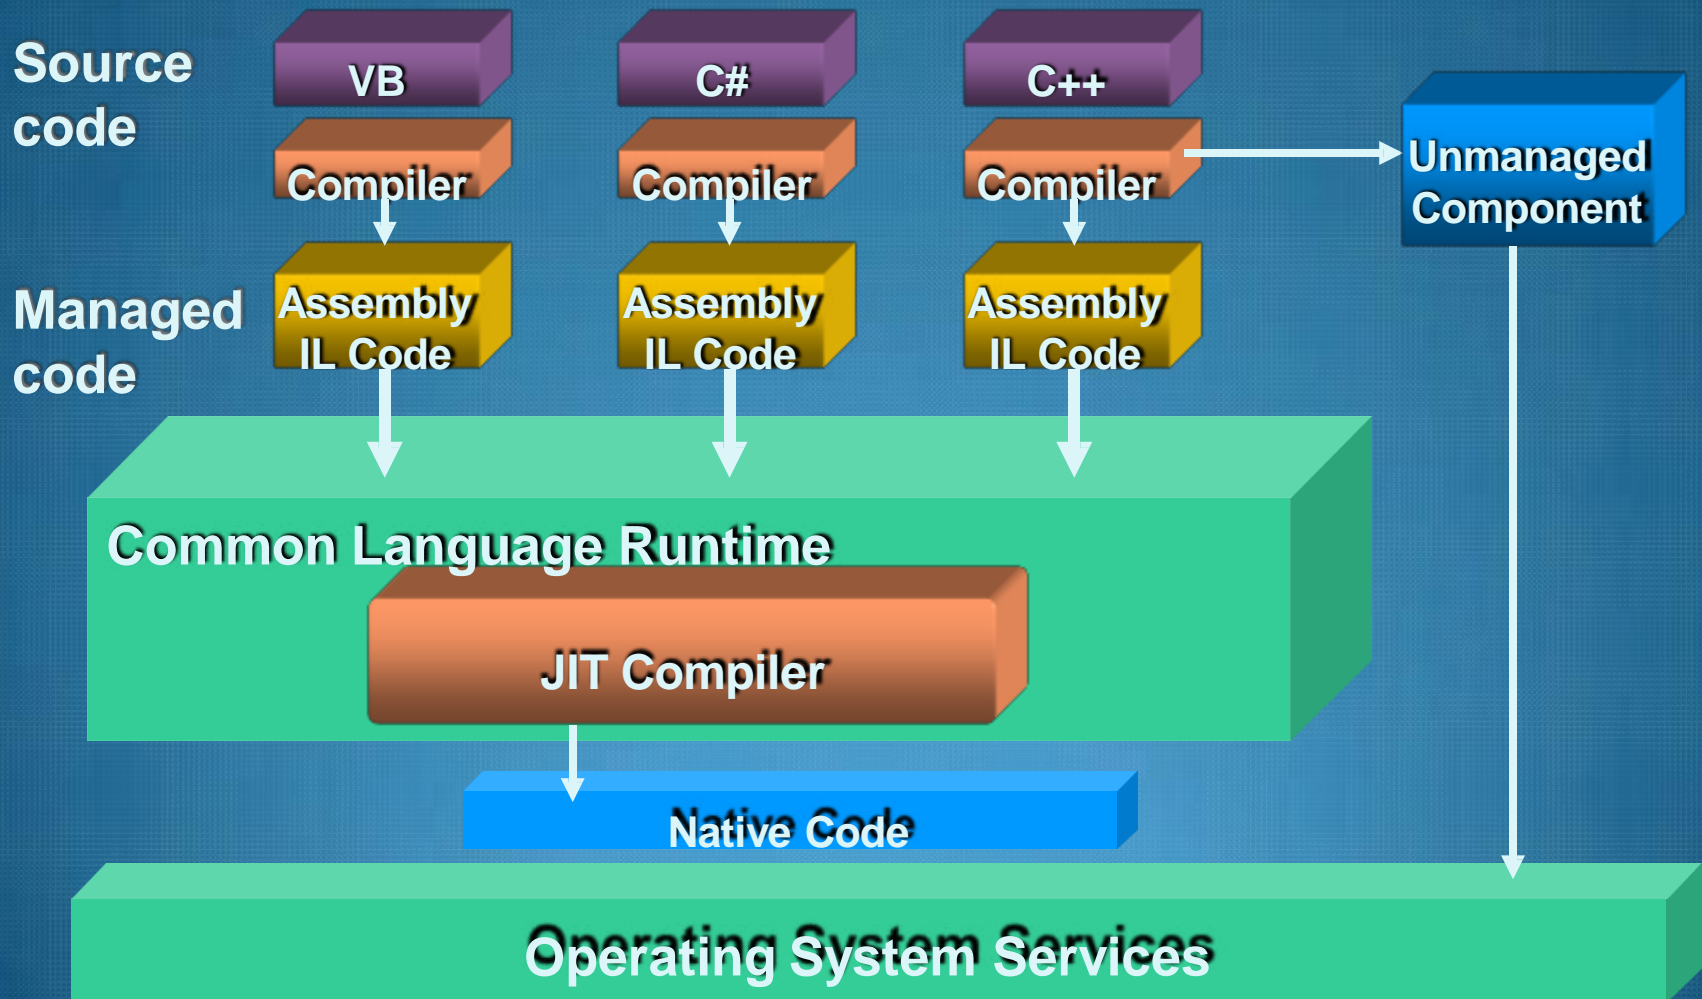 Source
code
VB
C#
C++
Compiler
Compiler
Compiler
Unmanaged
Component
Managed
code
Assembly
IL Code
Assembly
IL Code
Assembly
IL Code
Common Language Runtime
JIT Compiler
Native Code
Operating System Services